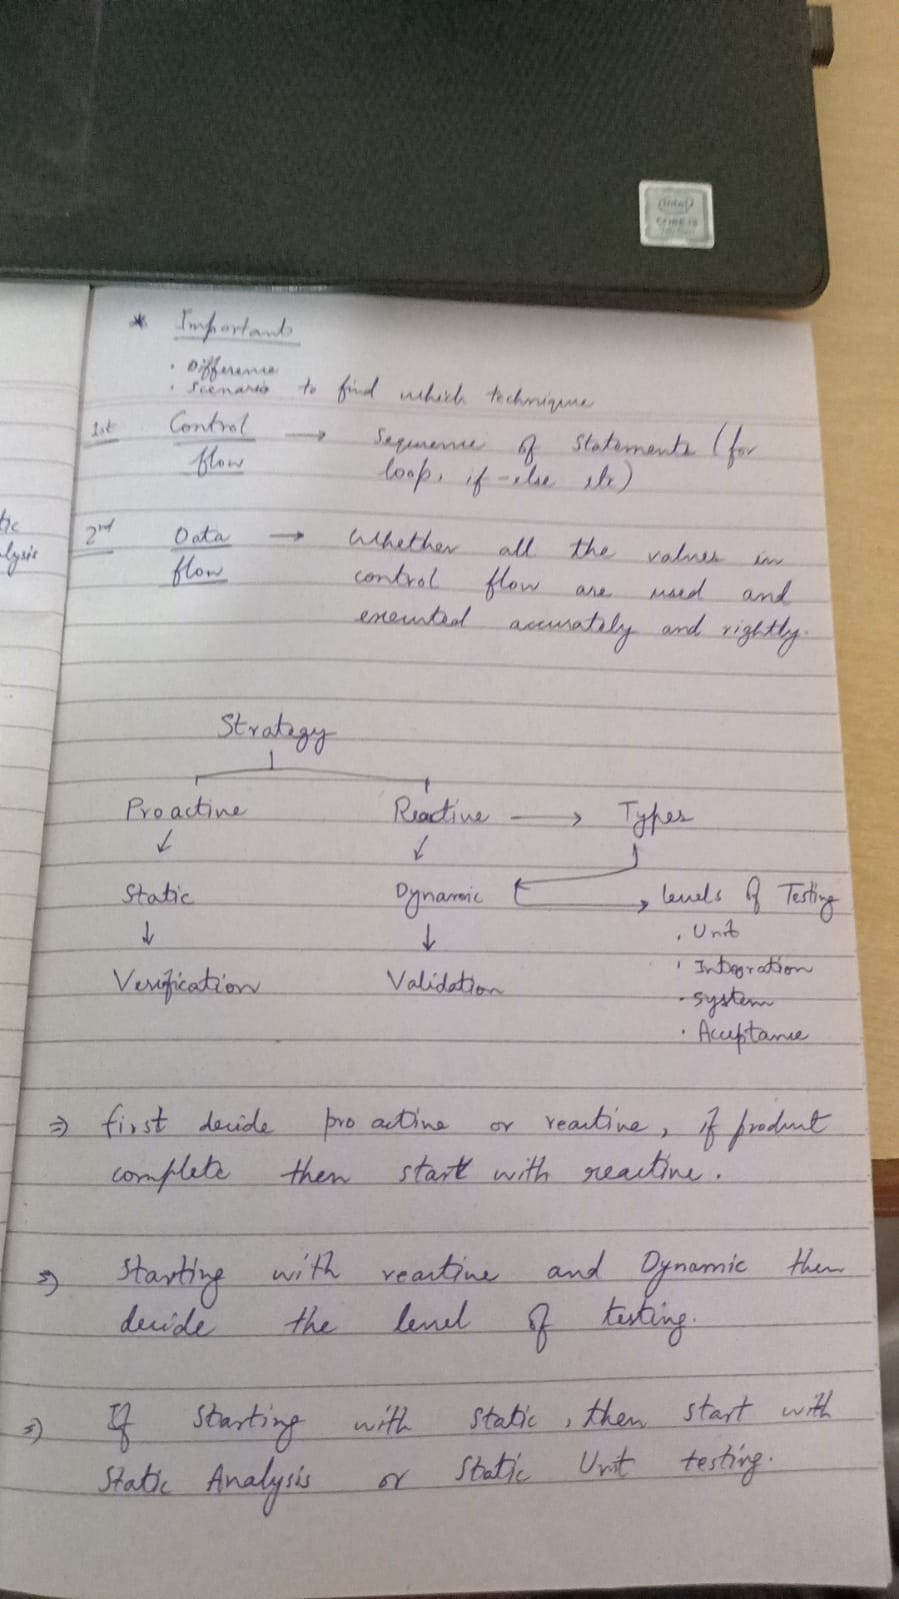 intel
CORE i3
* Important
· Difference
· Scenarios to find which technique
1st Control flow → Sequence of statements (for
loop, if-else etc)
tic
alysis
2nd Data flow → Whether all the values in
control flow are used and
executed accurately and rightly.
Strategy
Proactive Reactive → Types
Static Dynamic → levels of Testing
· Unit
Verification Validation · Integration
· System
· Acceptance
⇒ first decide pro active or reactive, if product
complete then start with reactive.
⇒ Starting with reactive and Dynamic then
decide the level of testing.
⇒ If starting with static, then start with
Static Analysis or Static Unit testing.